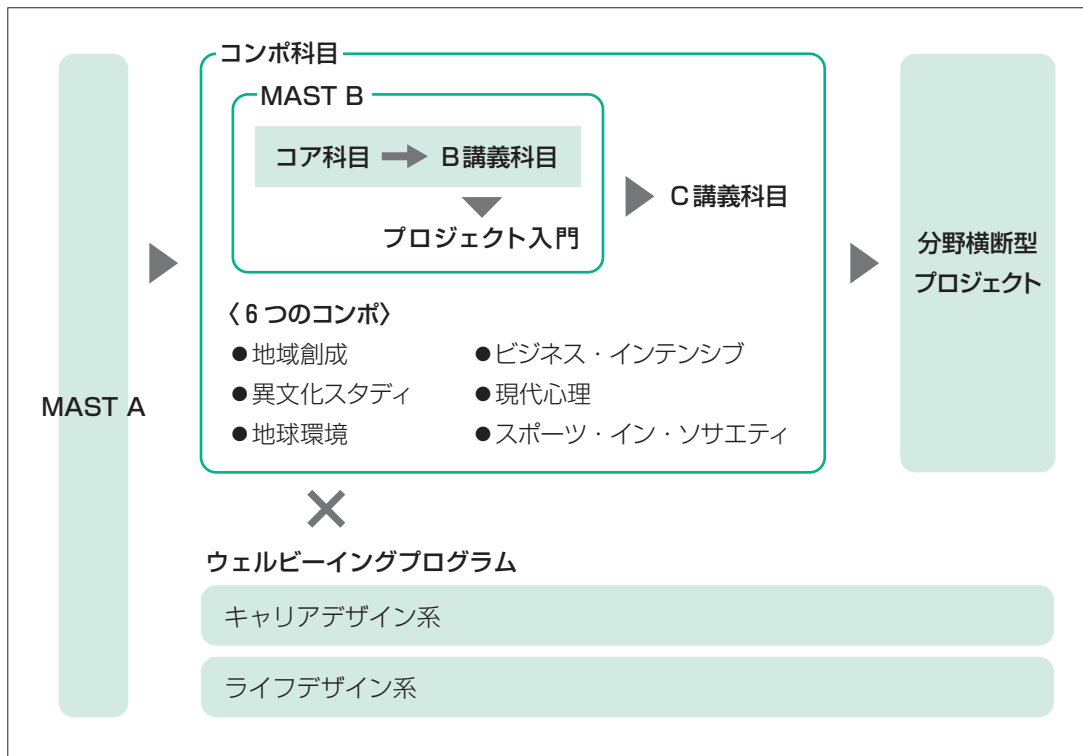 MAST A
コンポ科目
MAST B
コア科目
B講義科目
プロジェクト入門
C講義科目
〈6つのコンポ〉
●地域創成
●異文化スタディ
●地球環境
●ビジネス・インテンシブ
●現代心理
●スポーツ・イン・ソサエティ
分野横断型
プロジェクト
ウェルビーイングプログラム
キャリアデザイン系
ライフデザイン系